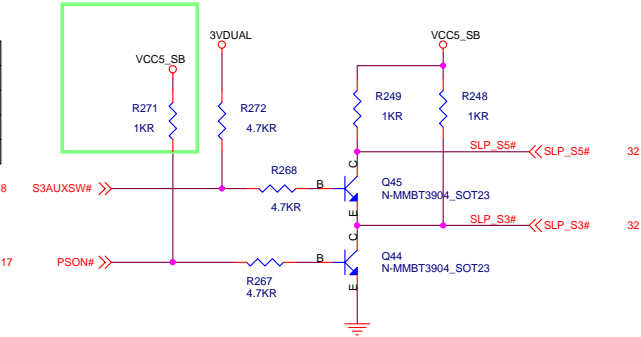 3VDUAL
VCC5_SB
VCC5_SB
R271
1KR
R272
4.7KR
R249
1KR
R248
1KR
SLP_S5#
SLP_S5#
32
C
R268
8
S3AUXSW#
B
Q45
N-MMBT3904_SOT23
4.7KR
E
SLP_S3#
SLP_S3#
32
C
17
PSON#
B
Q44
N-MMBT3904_SOT23
R267
4.7KR
E